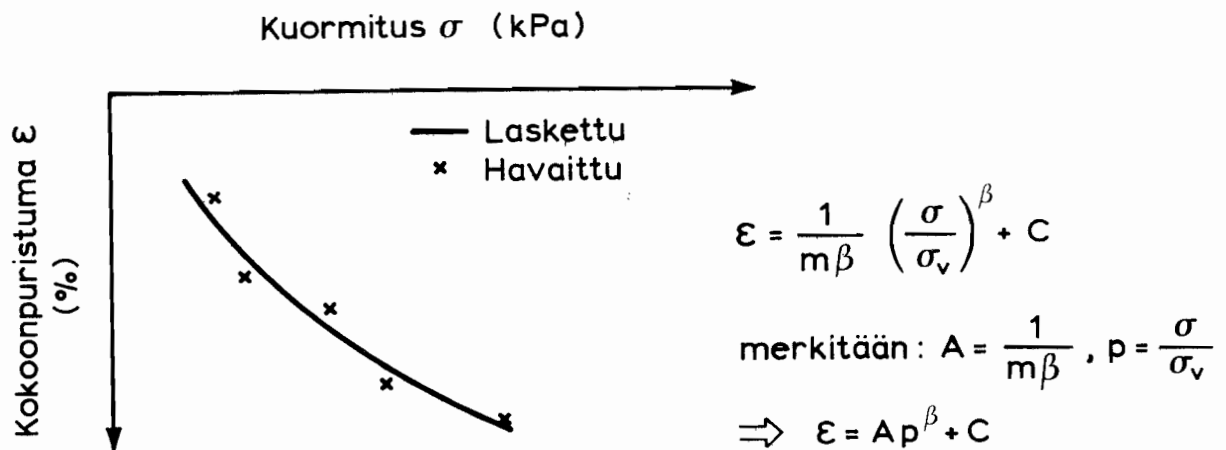 Kuormitus σ (kPa)
Kokoonpuristuma ε
(%)
Laskettu
Havaittu
ε = 1/(mβ) (σ/σᵥ)^β + C
merkitään: A = 1/(mβ), p = σ/σᵥ
⇒ ε = Ap^β + C